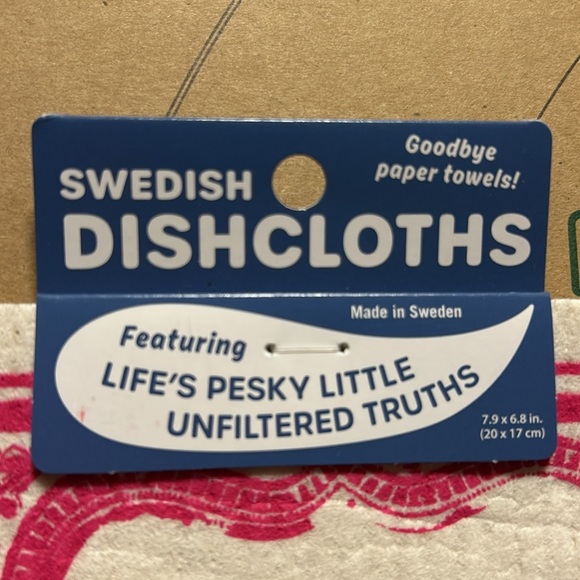 Goodbye
paper towels!
SWEDISH
DISHCLOTHS
Made in Sweden
Featuring
LIFE'S PESKY LITTLE
UNFILTERED TRUTHS
7.9 x 6.8 in.
(20 x 17 cm)